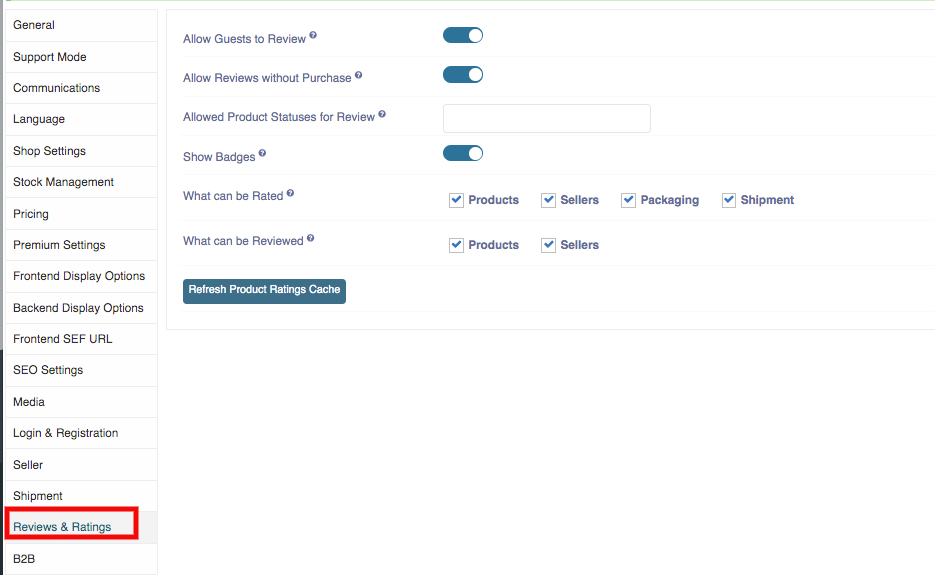 General
Support Mode
Communications
Language
Shop Settings
Stock Management
Pricing
Premium Settings
Frontend Display Options
Backend Display Options
Frontend SEF URL
SEO Settings
Media
Login & Registration
Seller
Shipment
Reviews & Ratings
B2B
Allow Guests to Review ?
Allow Reviews without Purchase ?
Allowed Product Statuses for Review ?
Show Badges ?
What can be Rated ? Products Sellers Packaging Shipment
What can be Reviewed ? Products Sellers
Refresh Product Ratings Cache